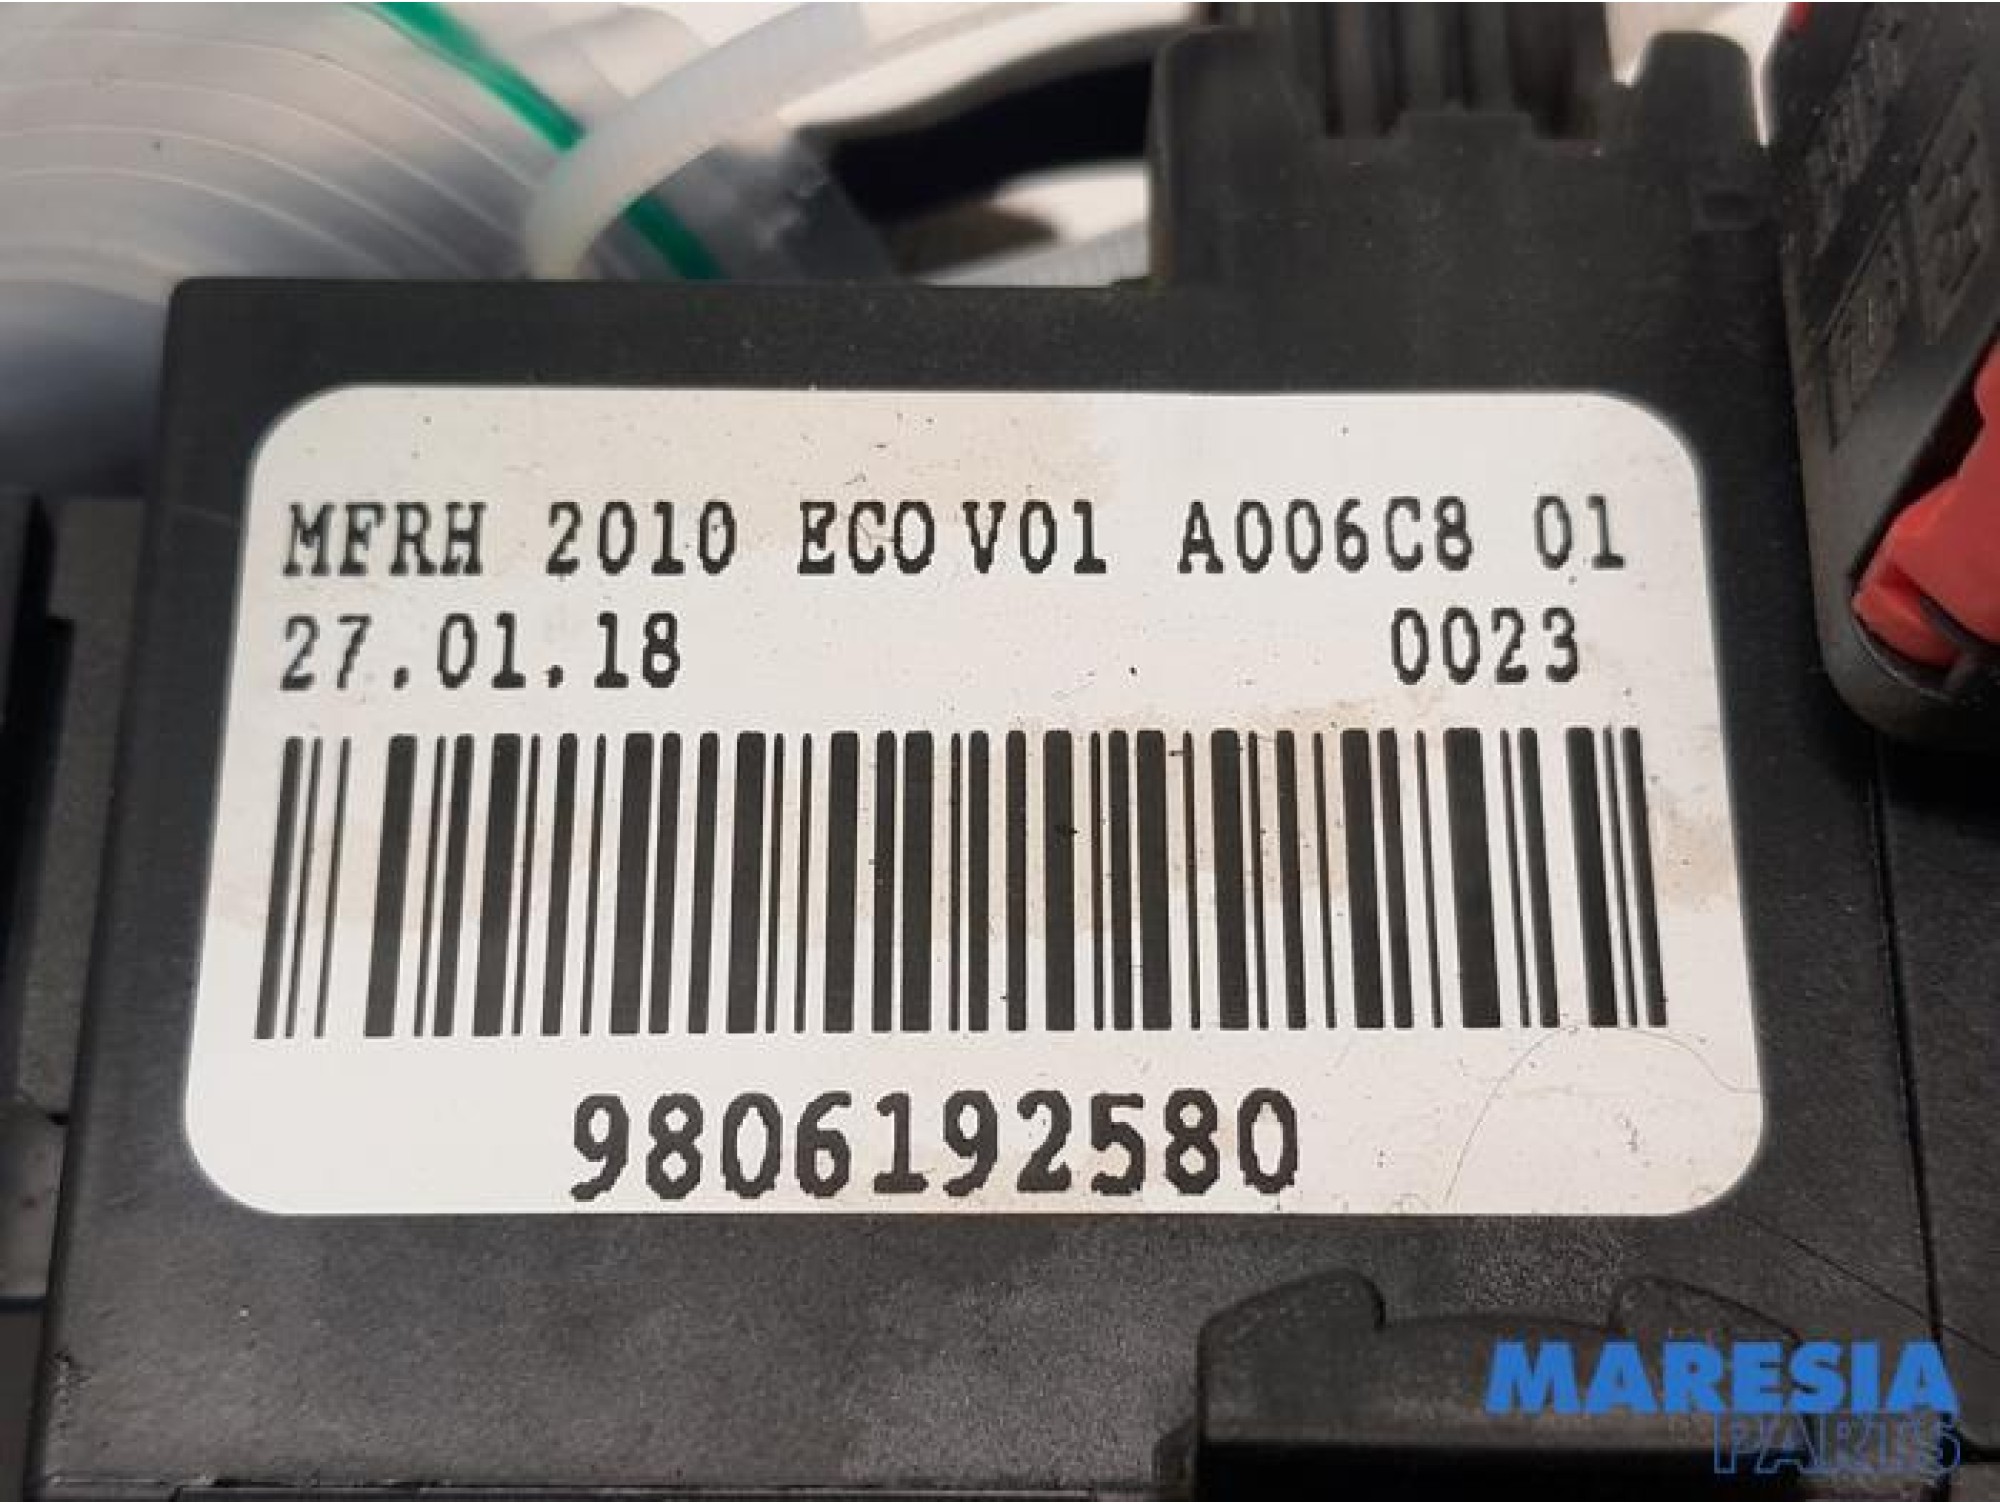 MFRH 2010 ECO V01 A006C8 01
27.01.18 0023
9806192580
MARESIA
PARTS